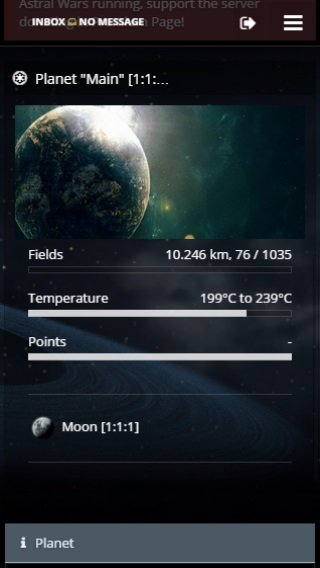 Astral Wars running, support the server
INBOX NO MESSAGE
Page!
Planet "Main" [1:1:...
Fields 10.246 km, 76 / 1035
Temperature 199°C to 239°C
Points -
Moon [1:1:1]
Planet